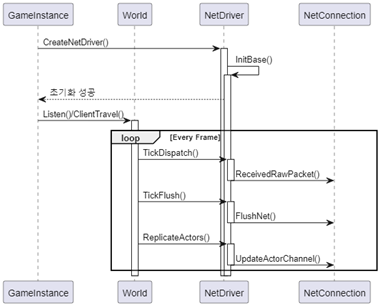 GameInstance World NetDriver NetConnection
CreateNetDriver()
InitBase()
초기화 성공
Listen()/ClientTravel()
loop [Every Frame]
TickDispatch()
ReceivedRawPacket()
TickFlush()
FlushNet()
ReplicateActors()
UpdateActorChannel()
GameInstance World NetDriver NetConnection